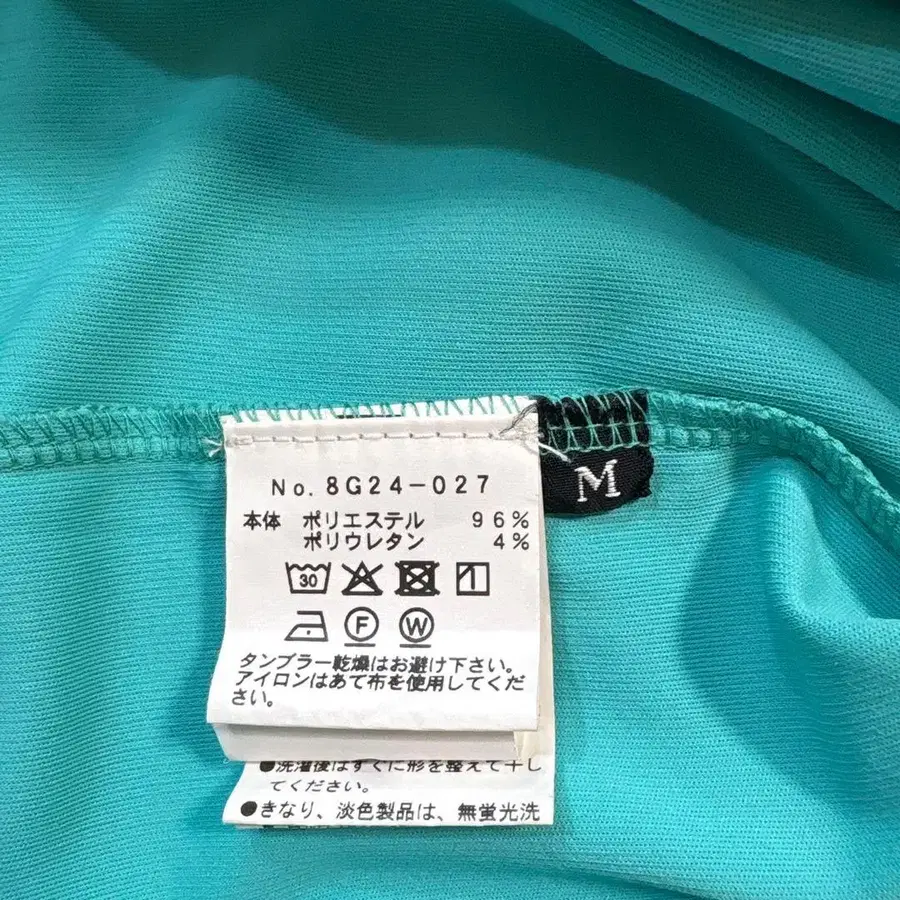 No. 8G24-027
本体 ポリエステル 96%
ポリウレタン 4%
30
F W
タンブラー乾燥はお避け下さい。
アイロンはあて布を使用してくだ
さい。
●洗濯後はすぐに形を整えて干し
てください。
●きなり、淡色製品は、無蛍光洗
M